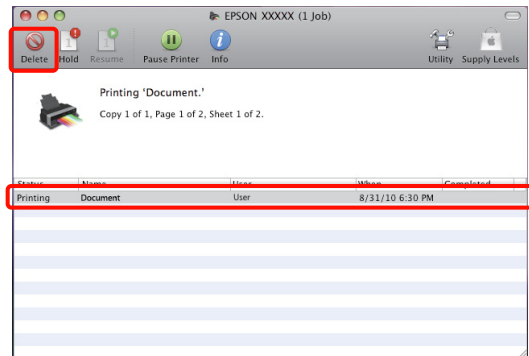 EPSON XXXXX (1 Job)
Delete Hold Resume Pause Printer Info Utility Supply Levels
Printing 'Document.'
Copy 1 of 1, Page 1 of 2, Sheet 1 of 2.
Status Name User When Completed
Printing Document User 8/31/10 6:30 PM